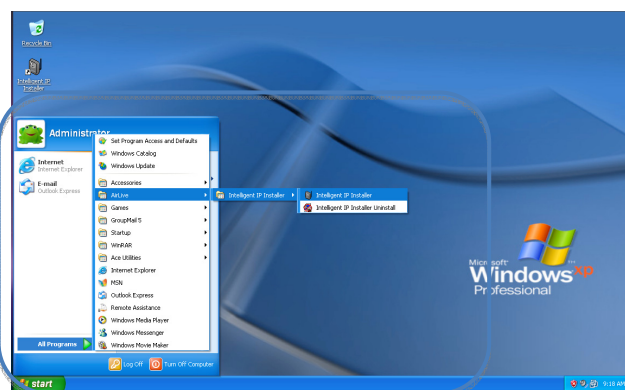 Recycle Bin
Intelligent IP
Installer
Administrator
Internet
Internet Explorer
E-mail
Outlook Express
Set Program Access and Defaults
Windows Catalog
Windows Update
Accessories
AirLive
Games
GroupMail 5
Startup
WinRAR
Ace Utilities
Internet Explorer
MSN
Outlook Express
Remote Assistance
Windows Media Player
Windows Messenger
Windows Movie Maker
Intelligent IP Installer
Intelligent IP Installer
Intelligent IP Installer Uninstall
All Programs
Log Off
Turn Off Computer
Microsoft
Windows xp
Professional
start
9:18 AM